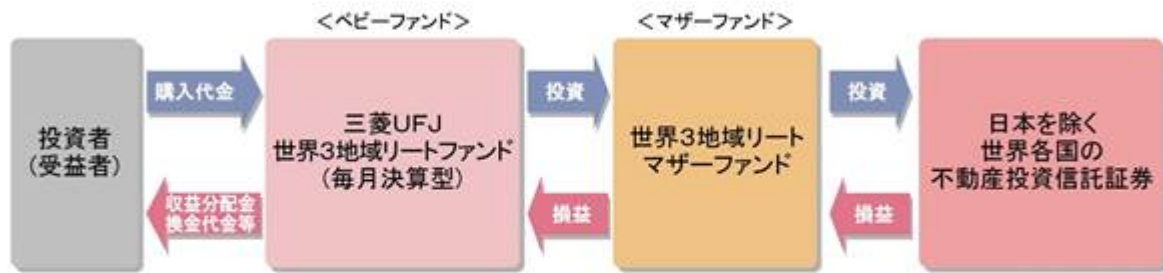 ＜ベビーファンド＞
＜マザーファンド＞
投資者
(受益者)
購入代金
収益分配金
換金代金等
三菱UFJ
世界3地域リートファンド
(毎月決算型)
投資
損益
世界3地域リート
マザーファンド
投資
損益
日本を除く
世界各国の
不動産投資信託証券